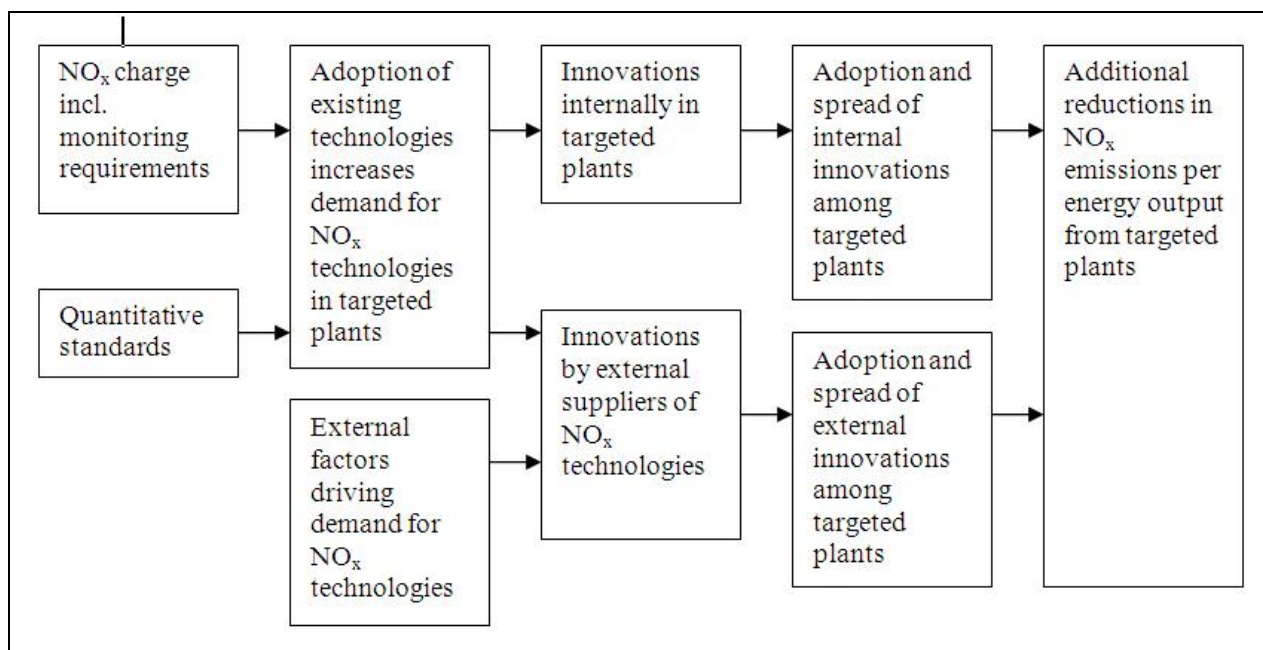 NOx charge
incl.
monitoring
requirements
Adoption of
existing
technologies
increases
demand for
NOx
technologies
in targeted
plants
Innovations
internally in
targeted
plants
Adoption and
spread of
internal
innovations
among
targeted
plants
Additional
reductions in
NOx
emissions per
energy output
from targeted
plants
Quantitative
standards
Innovations
by external
suppliers of
NOx
technologies
Adoption and
spread of
external
innovations
among
targeted
plants
External
factors
driving
demand for
NOx
technologies